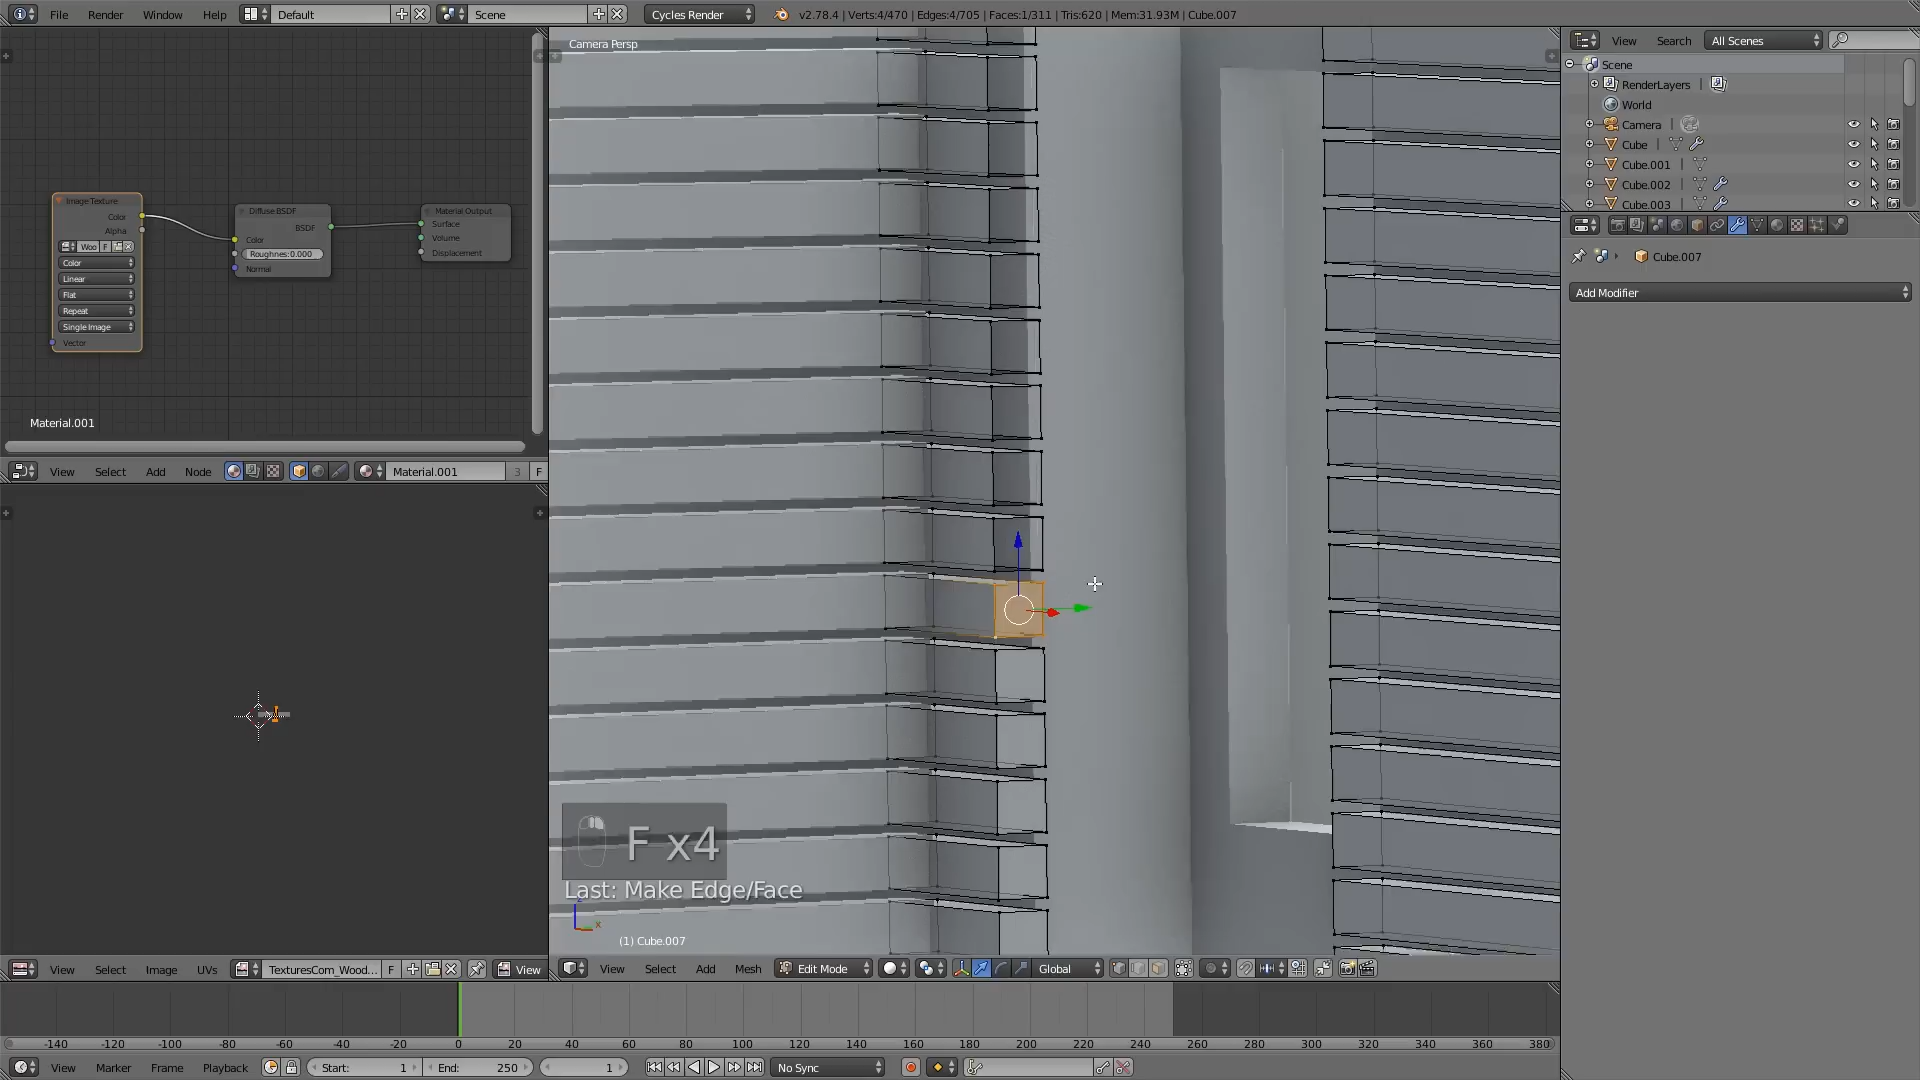 File Render Window Help Default Scene Cycles Render v2.78.4 | Verts:4/470 | Edges:4/705 | Faces:1/311 | Tris:620 | Mem:31.93M | Cube.007
Camera Persp
View Search All Scenes
Scene
RenderLayers
World
Camera
Cube
Cube.001
Cube.002
Cube.003
Cube.007
Add Modifier
Image Texture
Color
Alpha
Woo F
Color
Linear
Flat
Repeat
Single Image
Vector
Diffuse BSDF
BSDF
Color
Roughness:0.000
Normal
Material Output
Surface
Volume
Displacement
Material.001
View Select Add Node Material.001 3 F
F x4
Last: Make Edge/Face
x
(1) Cube.007
View Select Image UVs TexturesCom_Wood... F View
View Select Add Mesh Edit Mode Global
-140 -120 -100 -80 -60 -40 -20 0 20 40 60 80 100 120 140 160 180 200 220 240 260 280 300 320 340 360 380
View Marker Frame Playback Start: 1 End: 250 1 No Sync